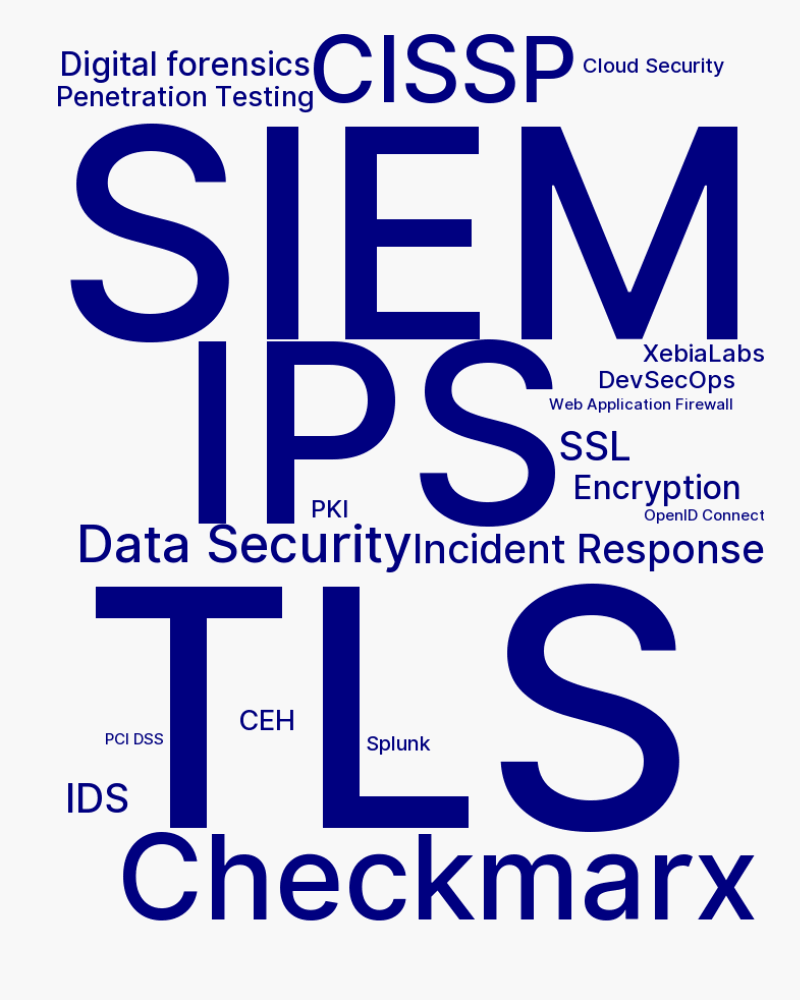 Digital forensics
CISSP
Cloud Security
Penetration Testing
SIEM
IPS
XebiaLabs
DevSecOps
Web Application Firewall
SSL
Encryption
PKI
OpenID Connect
Data Security
Incident Response
TLS
CEH
PCI DSS
Splunk
IDS
Checkmarx